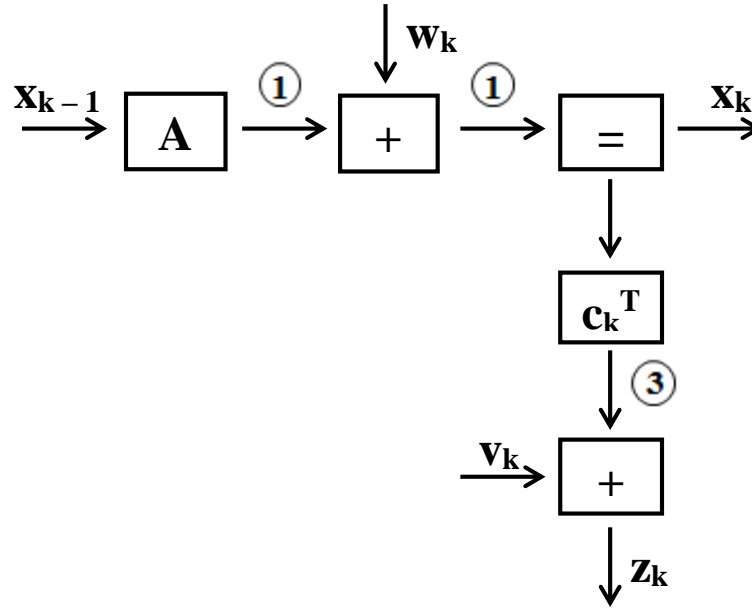 w_k
x_{k-1} ① ① x_k
A + =
c_k^T
③
v_k +
z_k